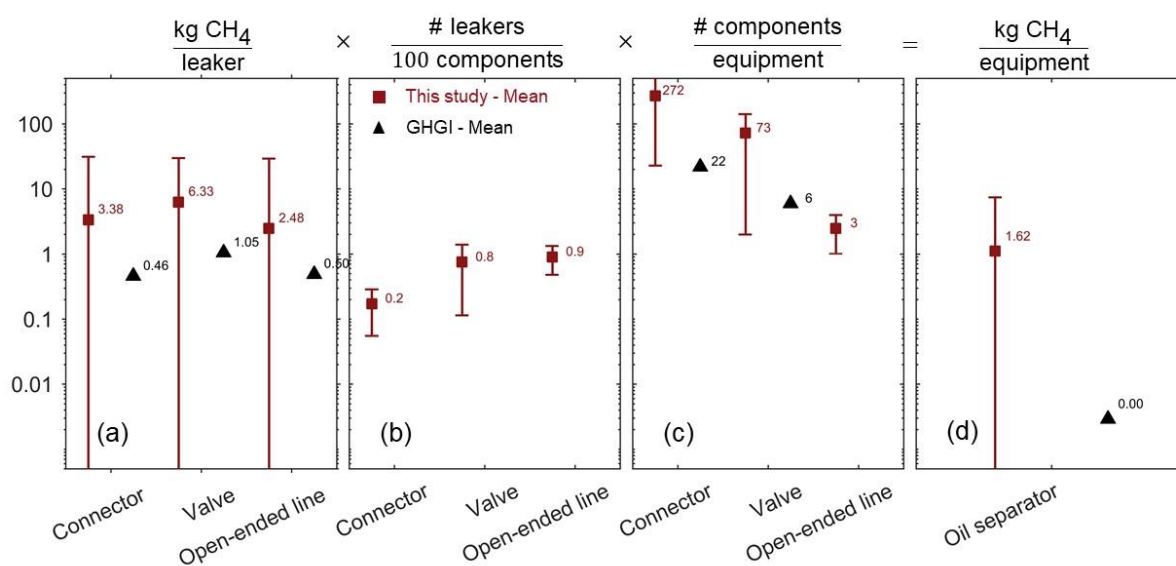 kg CH4 / leaker × # leakers / 100 components × # components / equipment = kg CH4 / equipment
This study - Mean
GHGI - Mean
100
10
1
0.1
0.01
3.38
0.46
6.33
1.05
2.48
0.50
(a)
Connector
Valve
Open-ended line
0.2
0.8
0.9
(b)
Connector
Valve
Open-ended line
272
22
73
6
3
(c)
Connector
Valve
Open-ended line
1.62
0.00
(d)
Oil separator